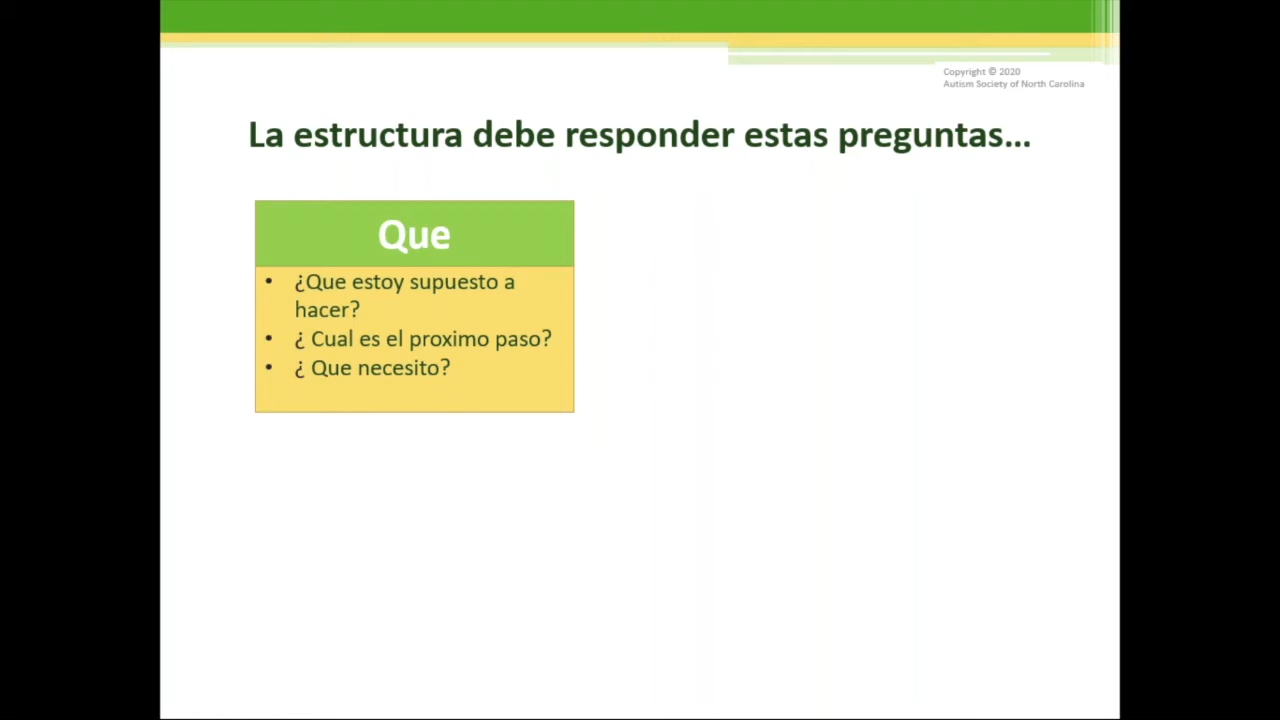 Copyright © 2020
Autism Society of North Carolina
La estructura debe responder estas preguntas...
Que
• ¿Que estoy supuesto a
hacer?
• ¿ Cual es el proximo paso?
• ¿ Que necesito?